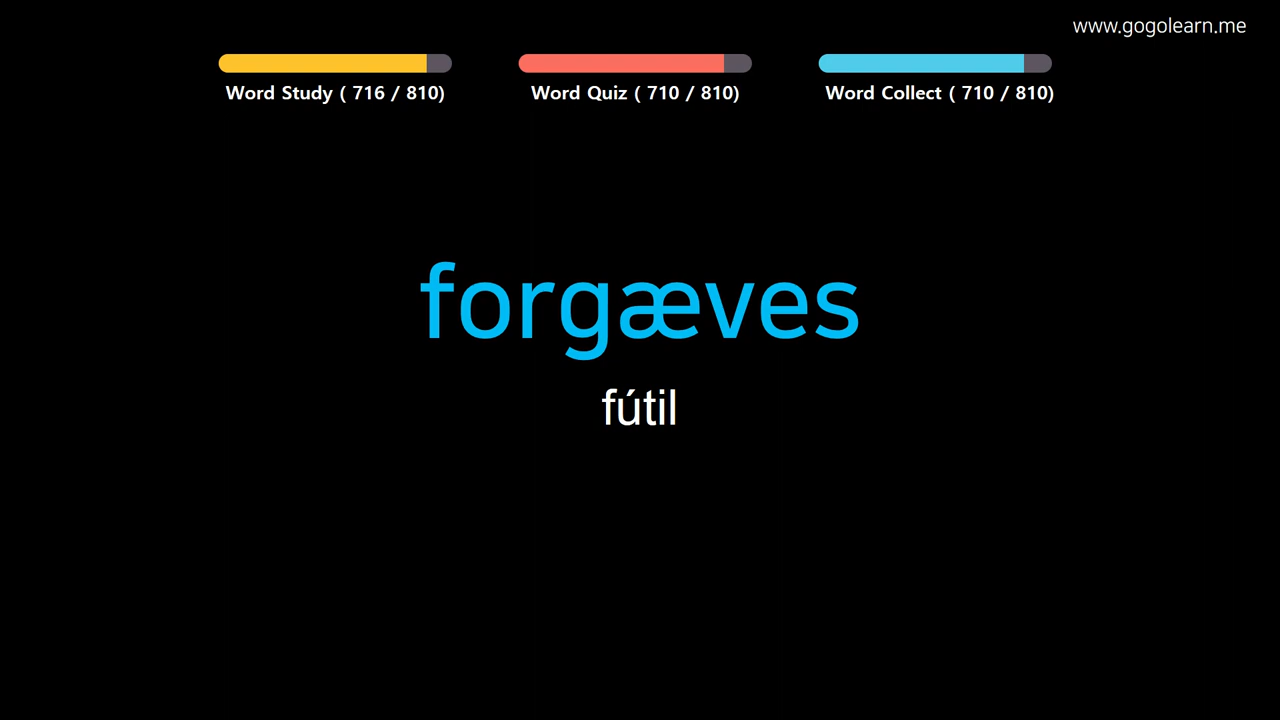 www.gogolearn.me
Word Study ( 716 / 810)
Word Quiz ( 710 / 810)
Word Collect ( 710 / 810)
forgæves
fútil